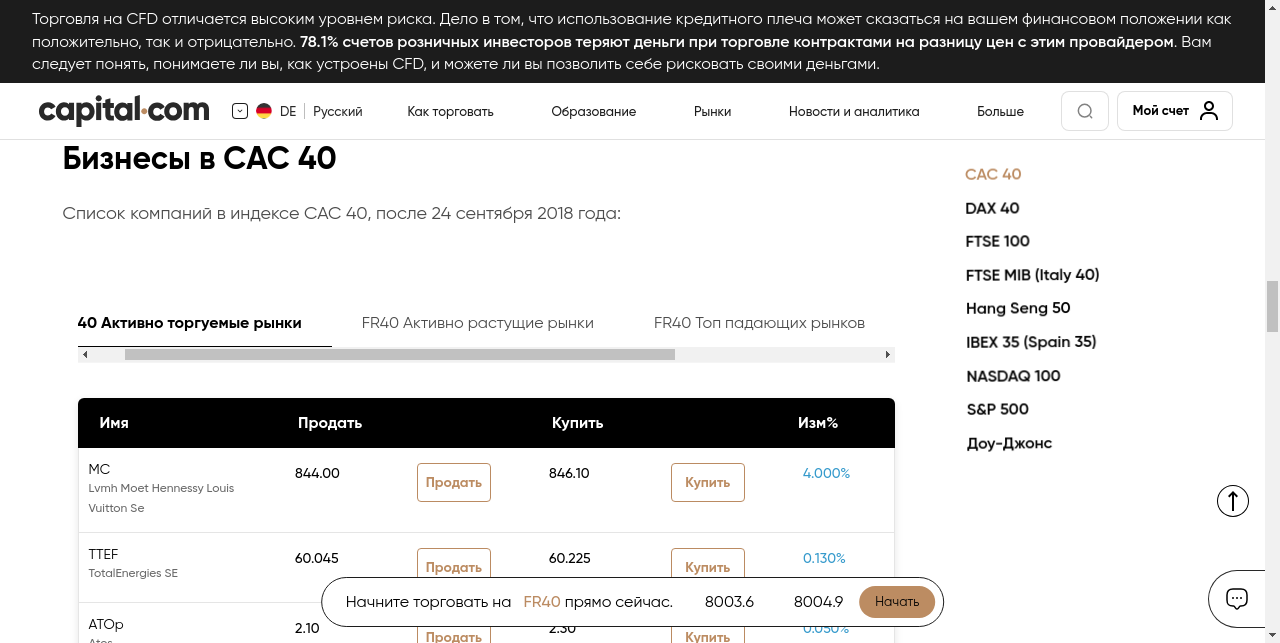 Торговля на CFD отличается высоким уровнем риска. Дело в том, что использование кредитного плеча может сказаться на вашем финансовом положении как
положительно, так и отрицательно. 78.1% счетов розничных инвесторов теряют деньги при торговле контрактами на разницу цен с этим провайдером. Вам
следует понять, понимаете ли вы, как устроены CFD, и можете ли вы позволить себе рисковать своими деньгами.
capital.com DE Русский Как торговать Образование Рынки Новости и аналитика Больше Мой счет
Бизнесы в CAC 40
Список компаний в индексе CAC 40, после 24 сентября 2018 года:
40 Активно торгуемые рынки FR40 Активно растущие рынки FR40 Топ падающих рынков
Имя Продать Купить Изм%
MC
Lvmh Moet Hennessy Louis
Vuitton Se
844.00 Продать 846.10 Купить 4.000%
TTEF
TotalEnergies SE
60.045 Продать 60.225 Купить 0.130%
ATOp
Atos
2.10 Продать 2.30 Купить 0.050%
CAC 40
DAX 40
FTSE 100
FTSE MIB (Italy 40)
Hang Seng 50
IBEX 35 (Spain 35)
NASDAQ 100
S&P 500
Доу-Джонс
Начните торговать на FR40 прямо сейчас. 8003.6 8004.9 Начать